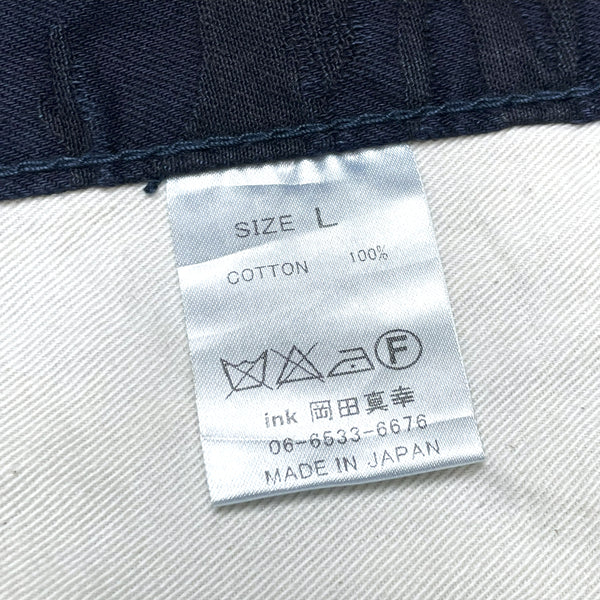 SIZE L
COTTON 100%
F
ink 岡田真幸
06-6533-6676
MADE IN JAPAN